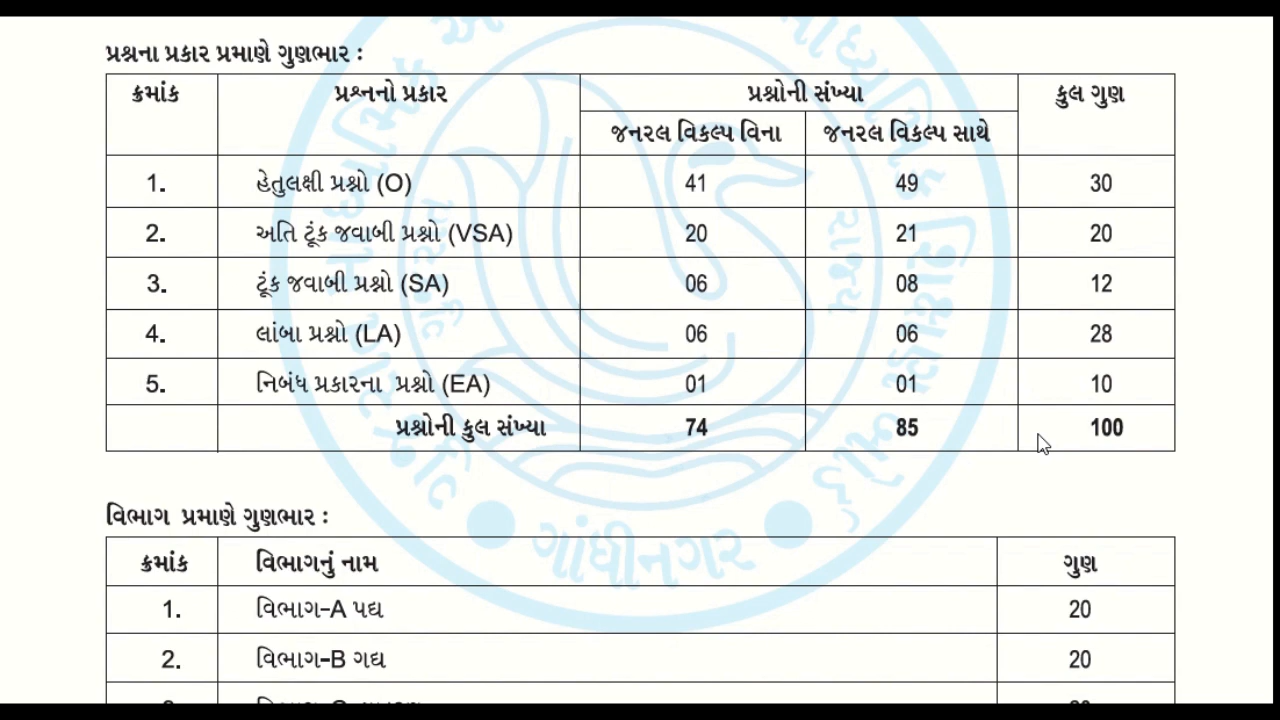 પ્રશ્નના પ્રકાર પ્રમાણે ગુણભાર :
ક્રમાંક પ્રશ્નનો પ્રકાર પ્રશ્નોની સંખ્યા કુલ ગુણ
જનરલ વિકલ્પ વિના જનરલ વિકલ્પ સાથે
1. હેતુલક્ષી પ્રશ્નો (O) 41 49 30
2. અતિ ટૂંક જવાબી પ્રશ્નો (VSA) 20 21 20
3. ટૂંક જવાબી પ્રશ્નો (SA) 06 08 12
4. લાંબા પ્રશ્નો (LA) 06 06 28
5. નિબંધ પ્રકારના પ્રશ્નો (EA) 01 01 10
પ્રશ્નોની કુલ સંખ્યા 74 85 100
વિભાગ પ્રમાણે ગુણભાર :
ક્રમાંક વિભાગનું નામ ગુણ
1. વિભાગ-A પદ્ય 20
2. વિભાગ-B ગદ્ય 20
ગાંધીનગર